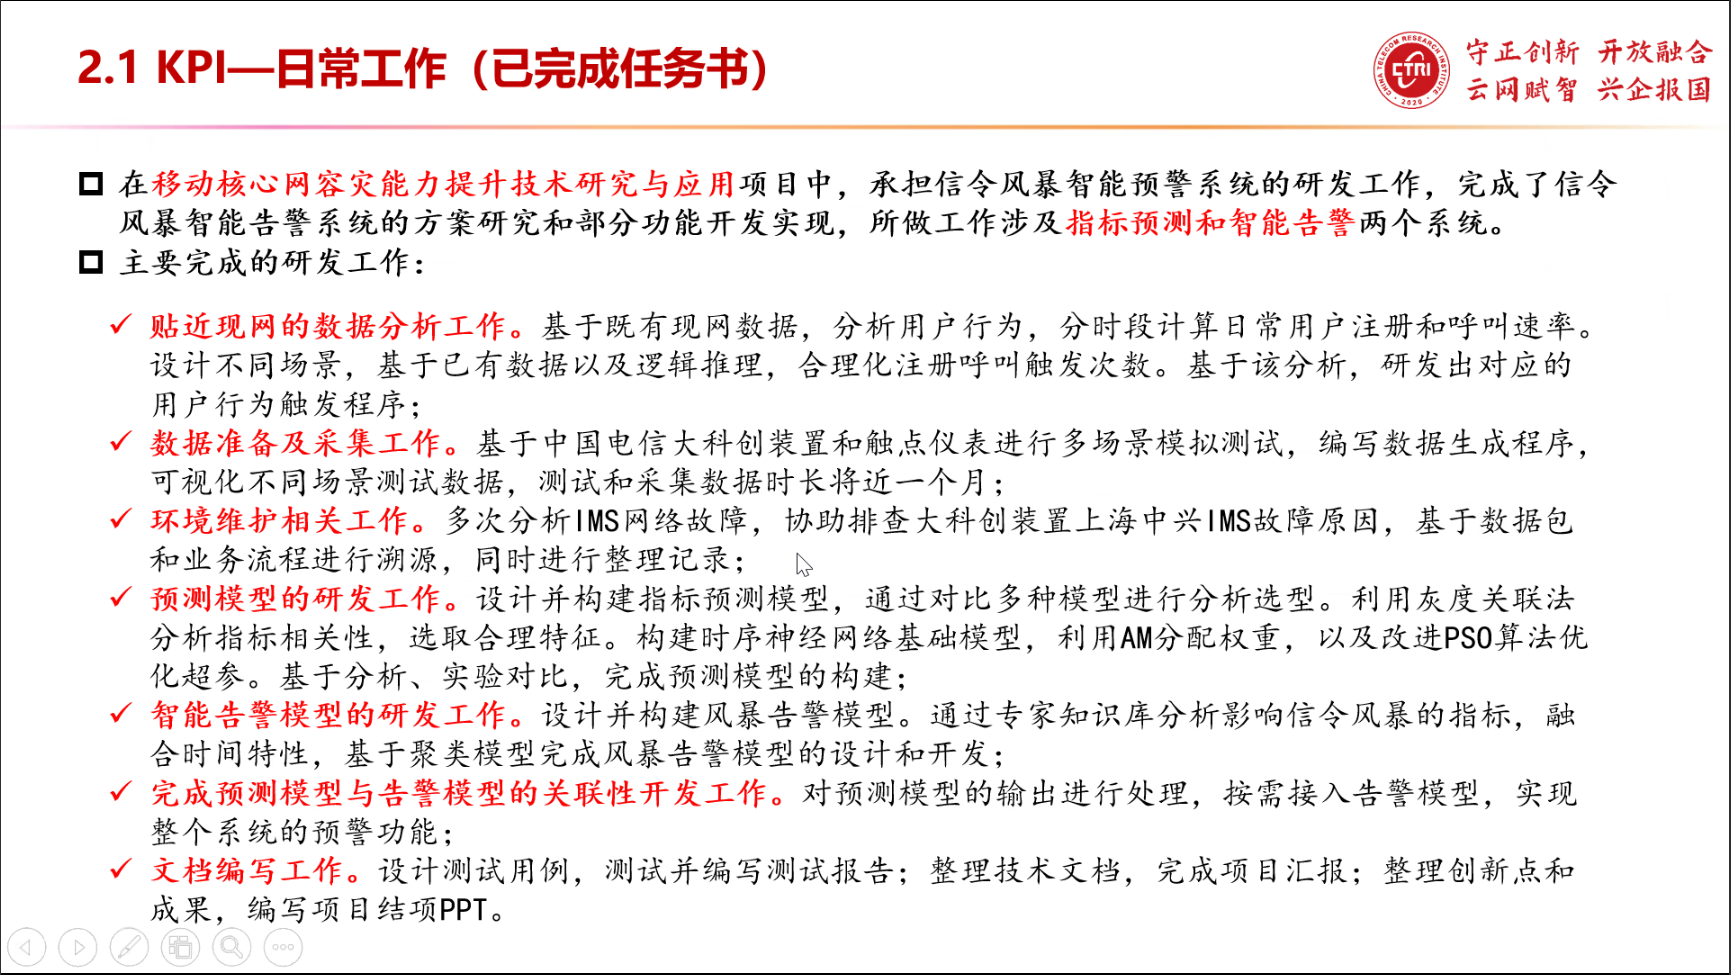 2.1 KPI—日常工作（已完成任务书）
守正创新 开放融合
云网赋智 兴企报国
CHINA TELECOM RESEARCH INSTITUTE
CTRI
2020
在移动核心网容灾能力提升技术研究与应用项目中，承担信令风暴智能预警系统的研发工作，完成了信令
风暴智能告警系统的方案研究和部分功能开发实现，所做工作涉及指标预测和智能告警两个系统。
主要完成的研发工作：
贴近现网的数据分析工作。基于既有现网数据，分析用户行为，分时段计算日常用户注册和呼叫速率。
设计不同场景，基于已有数据以及逻辑推理，合理化注册呼叫触发次数。基于该分析，研发出对应的
用户行为触发程序；
数据准备及采集工作。基于中国电信大科创装置和触点仪表进行多场景模拟测试，编写数据生成程序，
可视化不同场景测试数据，测试和采集数据时长将近一个月；
环境维护相关工作。多次分析IMS网络故障，协助排查大科创装置上海中兴IMS故障原因，基于数据包
和业务流程进行溯源，同时进行整理记录；
预测模型的研发工作。设计并构建指标预测模型，通过对比多种模型进行分析选型。利用灰度关联法
分析指标相关性，选取合理特征。构建时序神经网络基础模型，利用AM分配权重，以及改进PSO算法优
化超参。基于分析、实验对比，完成预测模型的构建；
智能告警模型的研发工作。设计并构建风暴告警模型。通过专家知识库分析影响信令风暴的指标，融
合时间特性，基于聚类模型完成风暴告警模型的设计和开发；
完成预测模型与告警模型的关联性开发工作。对预测模型的输出进行处理，按需接入告警模型，实现
整个系统的预警功能；
文档编写工作。设计测试用例，测试并编写测试报告；整理技术文档，完成项目汇报；整理创新点和
成果，编写项目结项PPT。